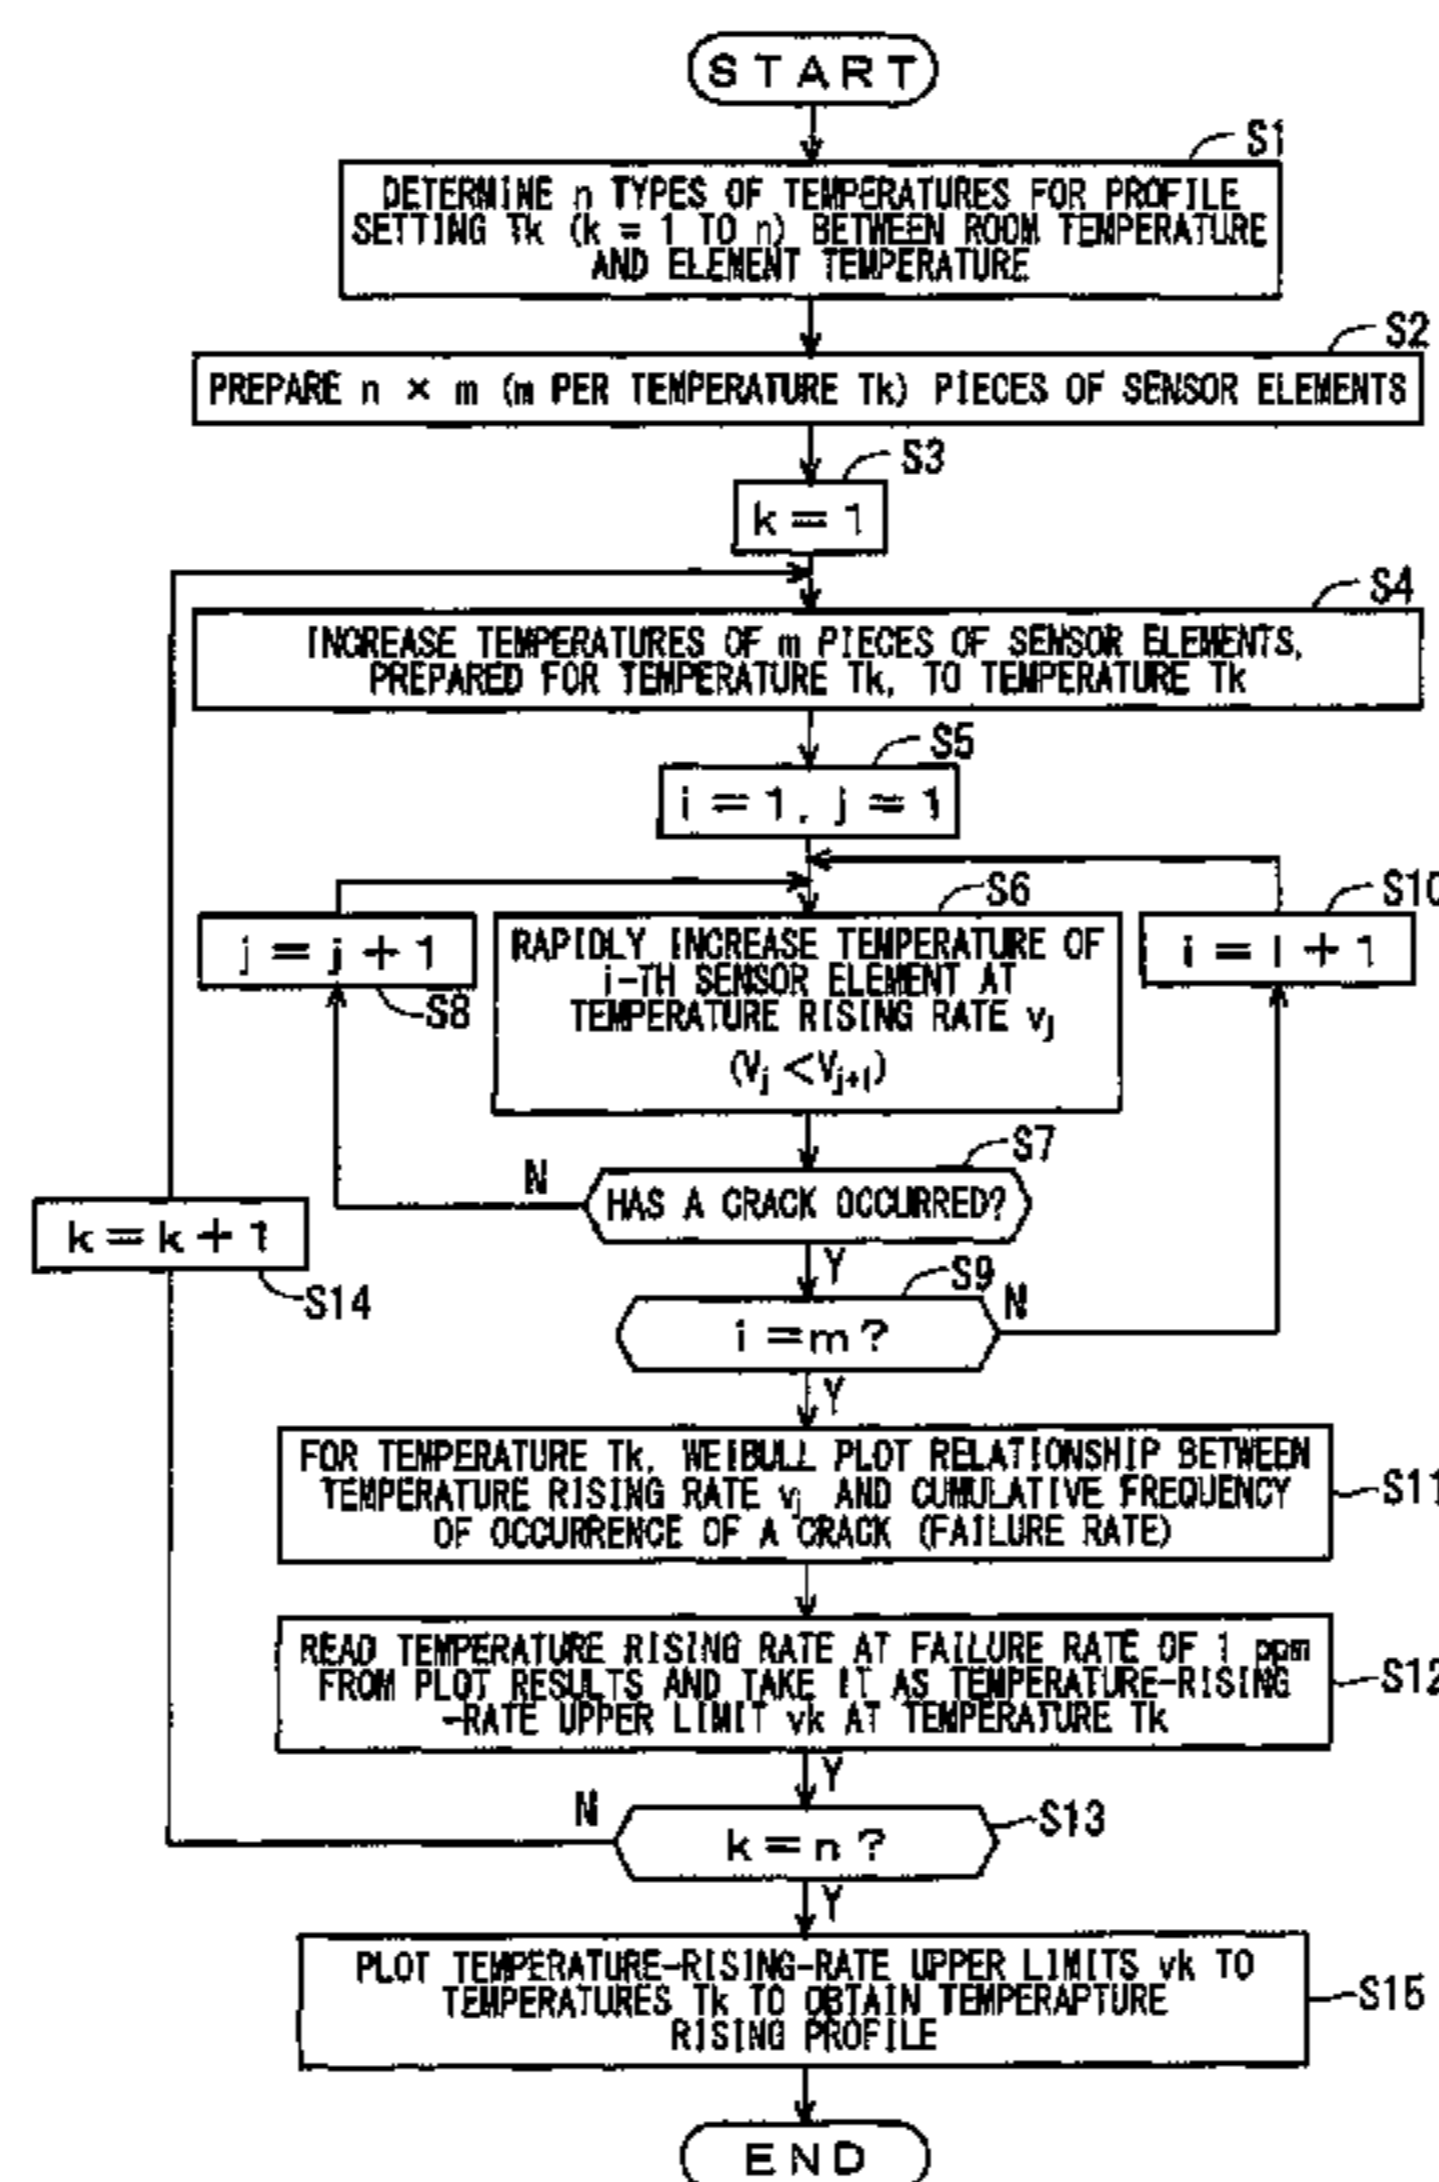 START
S1
DETERMINE n TYPES OF TEMPERATURES FOR PROFILE
SETTING Tk (k = 1 TO n) BETWEEN ROOM TEMPERATURE
AND ELEMENT TEMPERATURE
S2
PREPARE n × m (m PER TEMPERATURE Tk) PIECES OF SENSOR ELEMENTS
S3
k = 1
S4
INCREASE TEMPERATURES OF m PIECES OF SENSOR ELEMENTS,
PREPARED FOR TEMPERATURE Tk, TO TEMPERATURE Tk
S5
i = 1, j = 1
S6
RAPIDLY INCREASE TEMPERATURE OF
i-TH SENSOR ELEMENT AT
TEMPERATURE RISING RATE vj
(Vj <Vj+1)
j = j + 1
S8
S10
i = i + 1
S7
HAS A CRACK OCCURRED?
N
Y
k = k + 1
S14
S9
i = m ?
N
Y
FOR TEMPERATURE Tk, WEIBULL PLOT RELATIONSHIP BETWEEN
TEMPERATURE RISING RATE vj AND CUMULATIVE FREQUENCY
OF OCCURRENCE OF A CRACK (FAILURE RATE)
S11
READ TEMPERATURE RISING RATE AT FAILURE RATE OF 1 ppm
FROM PLOT RESULTS AND TAKE IT AS TEMPERATURE-RISING
-RATE UPPER LIMIT vk AT TEMPERATURE Tk
S12
Y
N
k = n ?
S13
Y
PLOT TEMPERATURE-RISING-RATE UPPER LIMITS vk TO
TEMPERATURES Tk TO OBTAIN TEMPERAPTURE
RISING PROFILE
S15
END